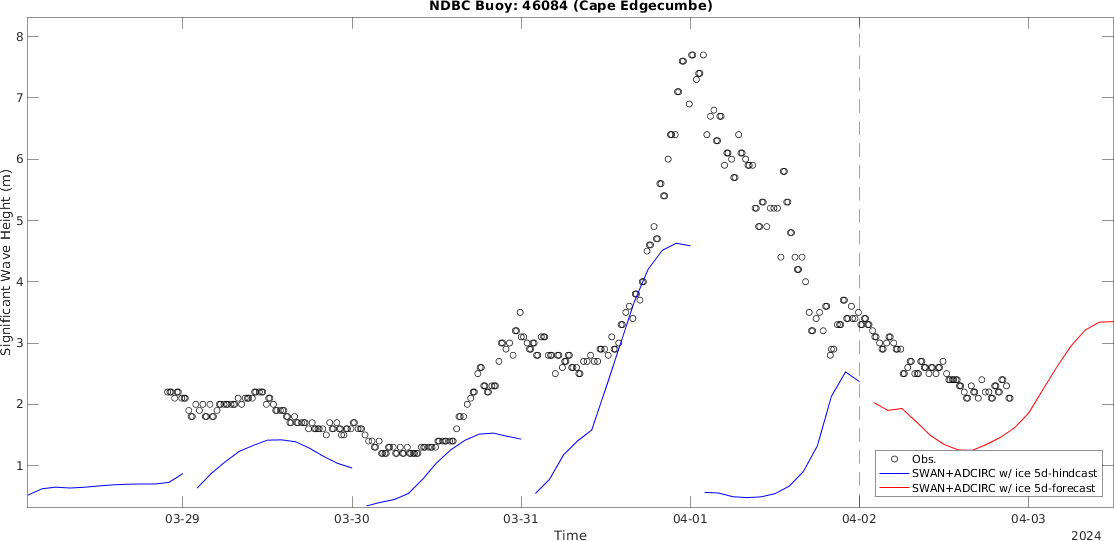 NDBC Buoy: 46084 (Cape Edgecumbe)
8
7
6
5
4
3
2
1
Significant Wave Height (m)
Obs.
SWAN+ADCIRC w/ ice 5d-hindcast
SWAN+ADCIRC w/ ice 5d-forecast
03-29
03-30
03-31
04-01
04-02
04-03
Time
2024